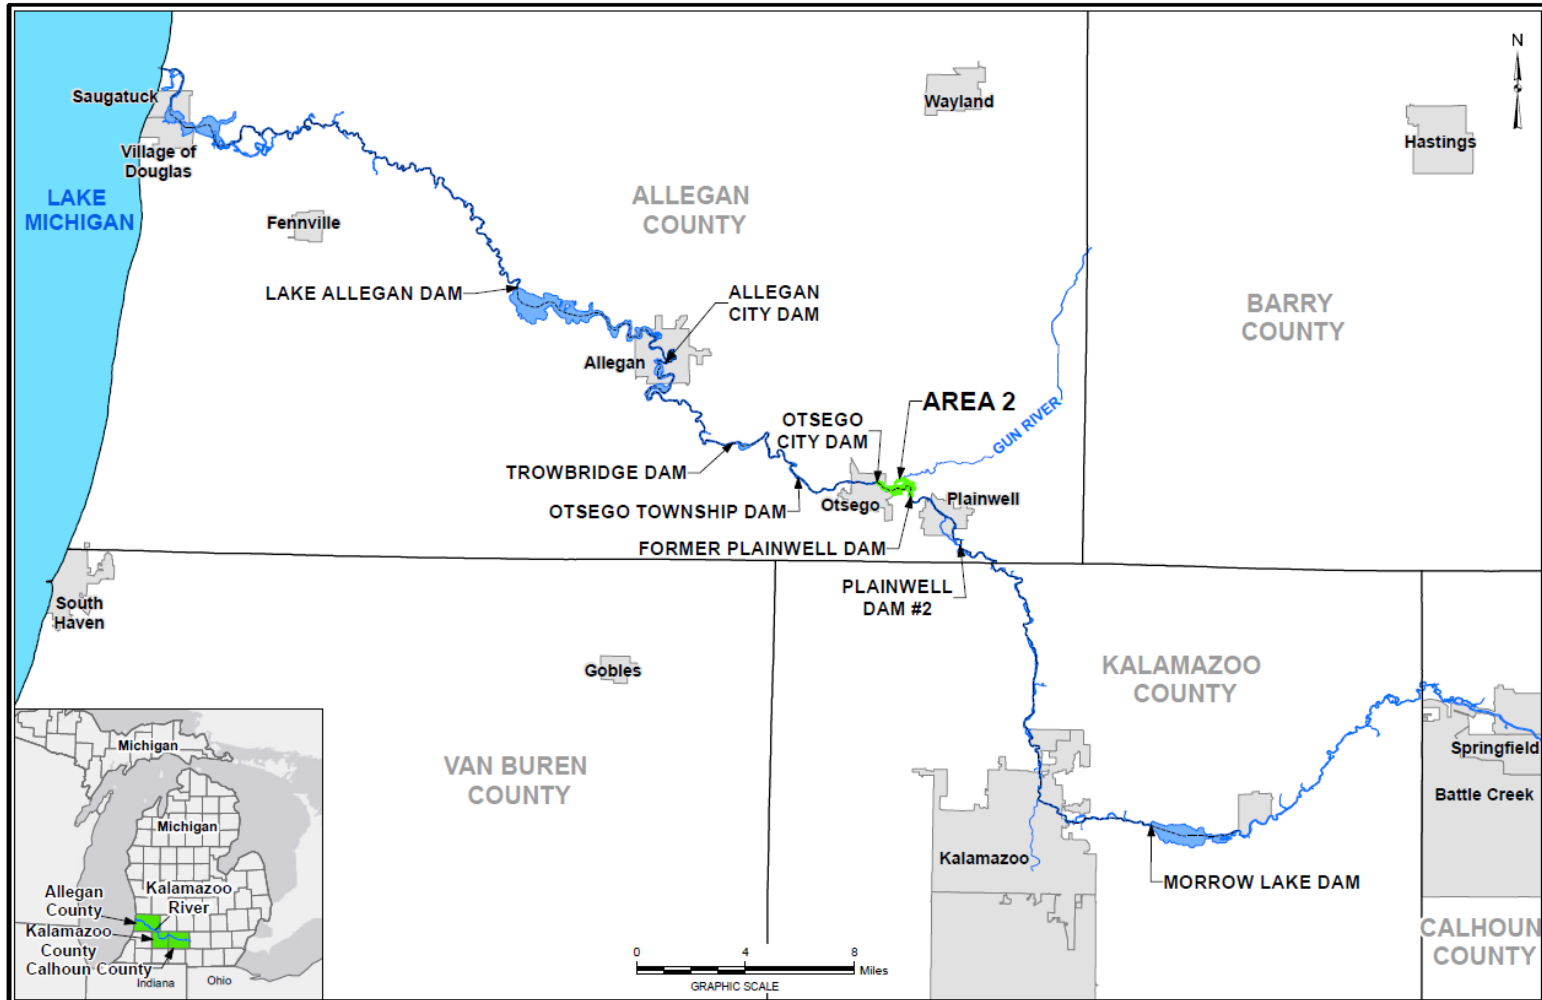 N
Saugatuck
Wayland
Hastings
Village of
Douglas
LAKE
MICHIGAN
ALLEGAN
COUNTY
Fennville
LAKE ALLEGAN DAM
ALLEGAN
CITY DAM
BARRY
COUNTY
Allegan
AREA 2
OTSEGO
CITY DAM
GUN RIVER
TROWBRIDGE DAM
Otsego
Plainwell
OTSEGO TOWNSHIP DAM
FORMER PLAINWELL DAM
PLAINWELL
DAM #2
South
Haven
Gobles
KALAMAZOO
COUNTY
VAN BUREN
COUNTY
Springfield
Battle Creek
Kalamazoo
MORROW LAKE DAM
CALHOUN
COUNTY
Michigan
Michigan
Kalamazoo
River
Allegan
County
Kalamazoo
County
Calhoun County
Indiana
Ohio
0 4 8
Miles
GRAPHIC SCALE